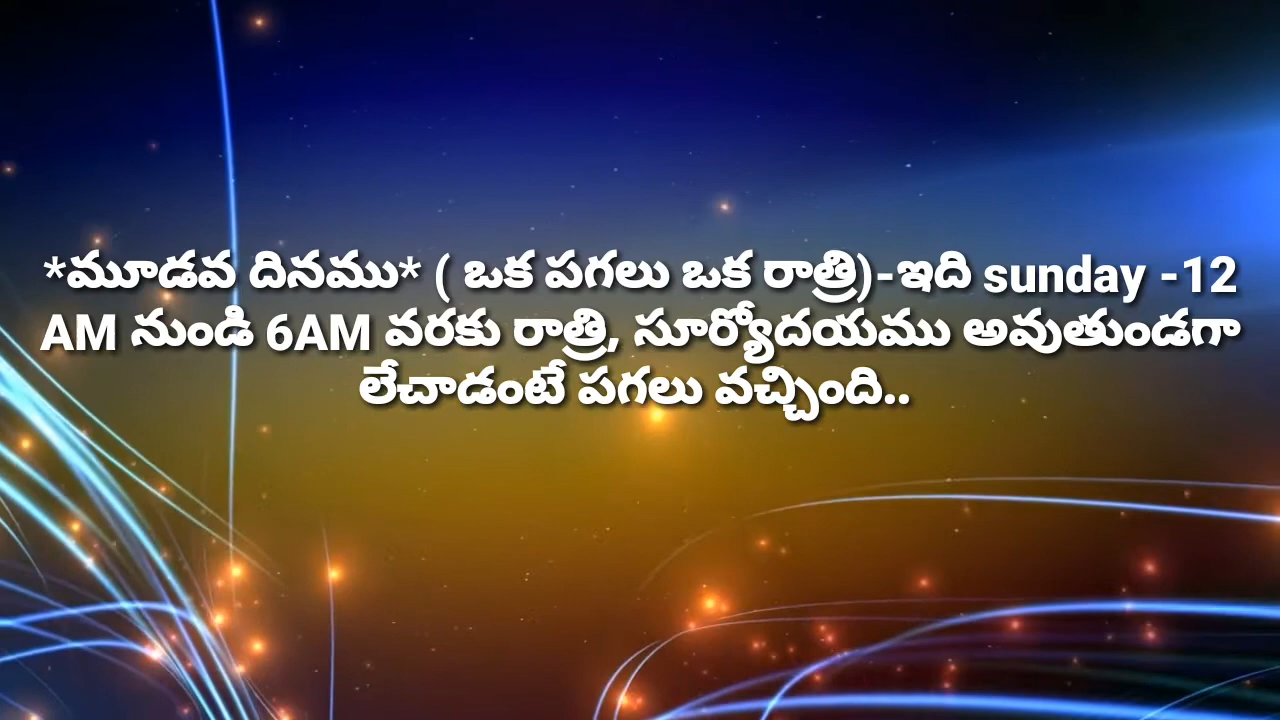 *మూడవ దినము* ( ఒక పగలు ఒక రాత్రి)-ఇది sunday -12
AM నుండి 6AM వరకు రాత్రి, సూర్యోదయము అవుతుండగా
లేచాడంటే పగలు వచ్చింది..